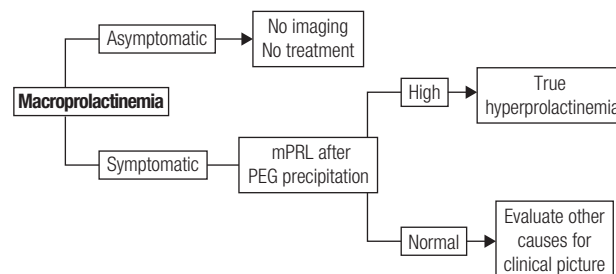 Asymptomatic
No imaging
No treatment
Macroprolactinemia
Symptomatic
mPRL after
PEG precipitation
High
True
hyperprolactinemia
Normal
Evaluate other
causes for
clinical picture